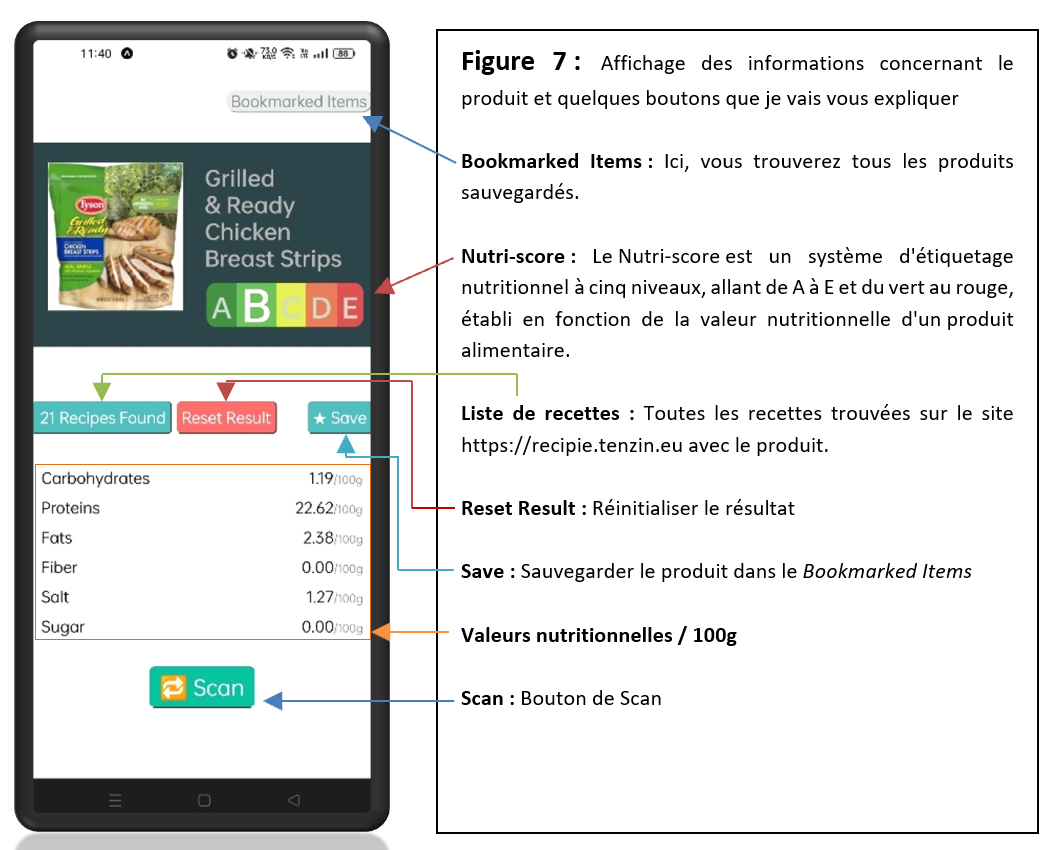 11:40
73.0
KB/S
88
Bookmarked Items
Tyson
Grilled
& Ready
CHICKEN
BREAST STRIPS
Grilled
& Ready
Chicken
Breast Strips
A B C D E
21 Recipes Found
Reset Result
★ Save
Carbohydrates 1.19/100g
Proteins 22.62/100g
Fats 2.38/100g
Fiber 0.00/100g
Salt 1.27/100g
Sugar 0.00/100g
Scan
Figure 7 : Affichage des informations concernant le
produit et quelques boutons que je vais vous expliquer
Bookmarked Items : Ici, vous trouverez tous les produits
sauvegardés.
Nutri-score : Le Nutri-score est un système d'étiquetage
nutritionnel à cinq niveaux, allant de A à E et du vert au rouge,
établi en fonction de la valeur nutritionnelle d'un produit
alimentaire.
Liste de recettes : Toutes les recettes trouvées sur le site
https://recipie.tenzin.eu avec le produit.
Reset Result : Réinitialiser le résultat
Save : Sauvegarder le produit dans le Bookmarked Items
Valeurs nutritionnelles / 100g
Scan : Bouton de Scan